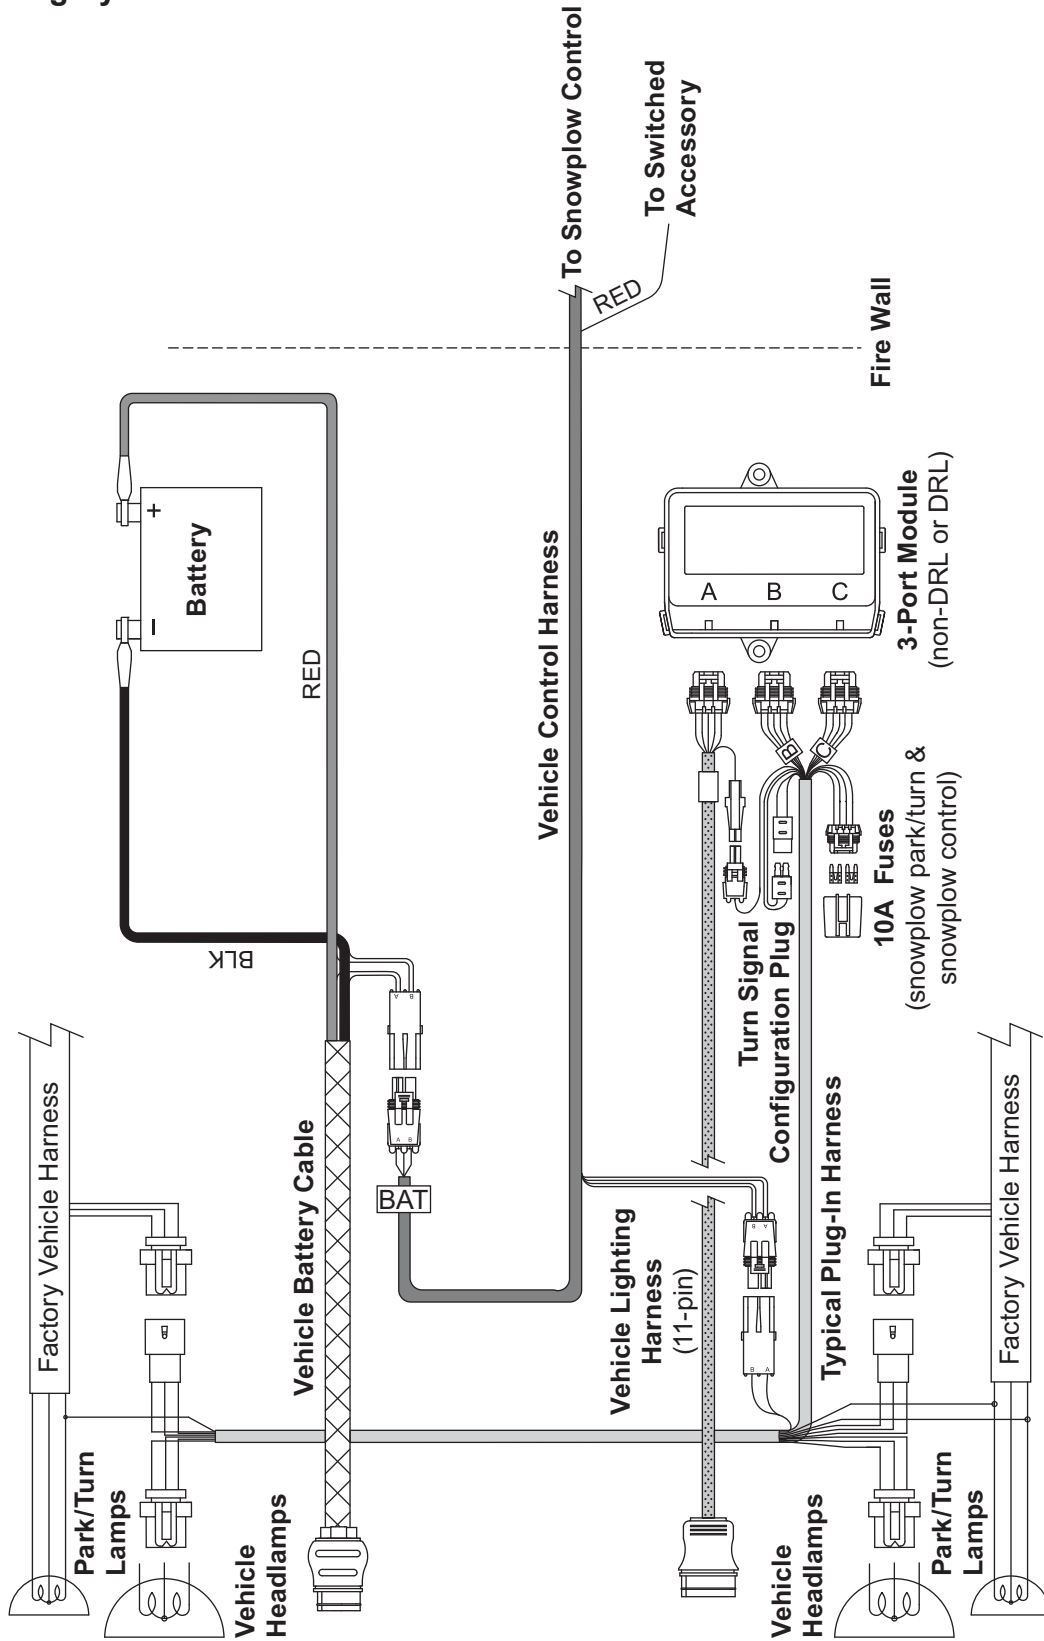 Factory Vehicle Harness
Park/Turn
Lamps
Vehicle
Headlamps
Vehicle Battery Cable
BLK
RED
Battery
–
+
A
B
A
B
BAT
Vehicle Control Harness
To Snowplow Control
RED
To Switched
Accessory
Fire Wall
Vehicle Lighting
Harness
(11-pin)
B
A
B
A
Turn Signal
Configuration Plug
Typical Plug-In Harness
B
C
A
B
C
3-Port Module
(non-DRL or DRL)
10A Fuses
(snowplow park/turn &
snowplow control)
Vehicle
Headlamps
Park/Turn
Lamps
Factory Vehicle Harness